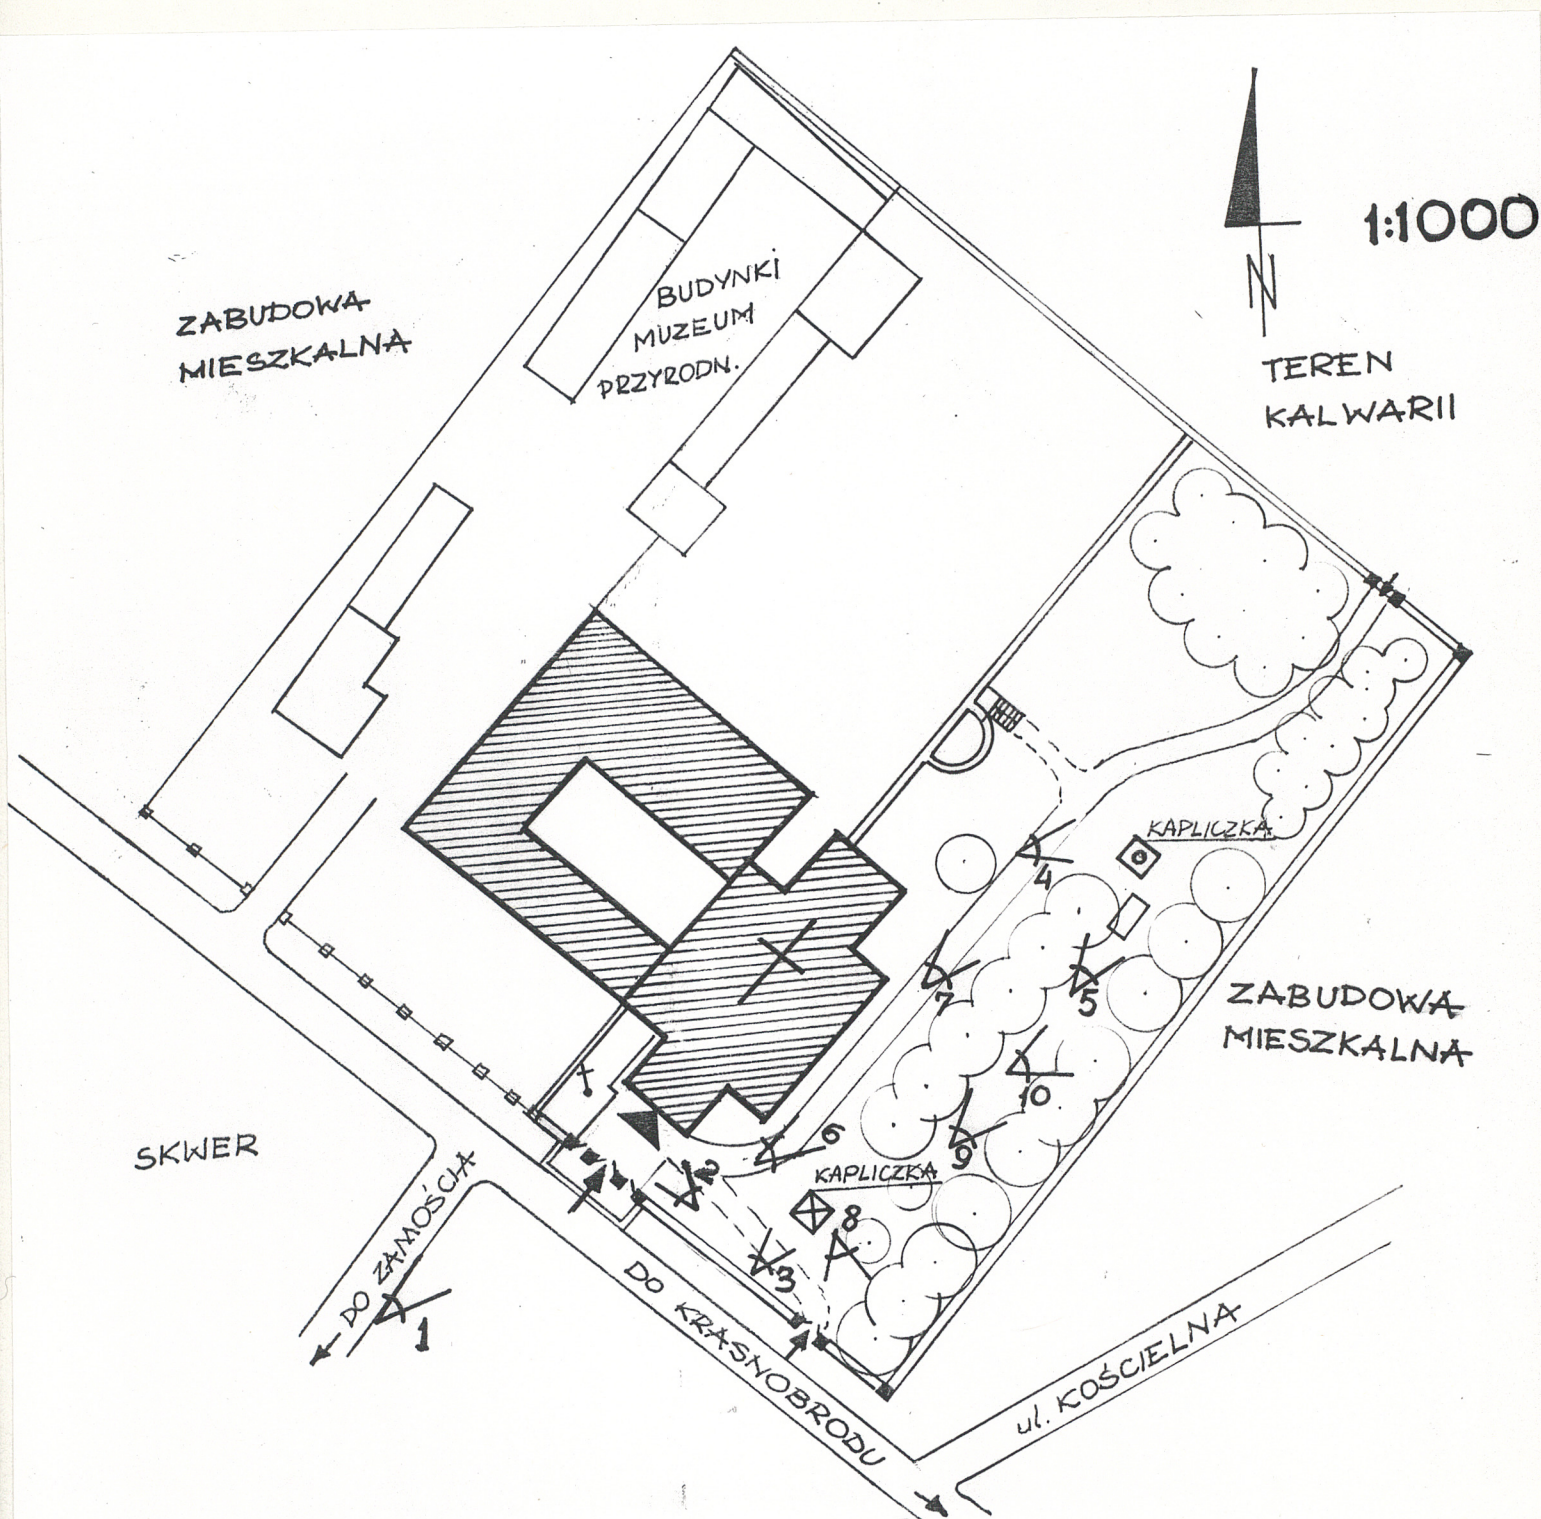 1:1000
N
BUDYNKI
MUZEUM
PRZYRODN.
ZABUDOWA
MIESZKALNA
TEREN
KALWARII
KAPLICZKA
4
7
5
ZABUDOWA
MIESZKALNA
10
9
6
SKWER
2
KAPLICZKA
8
3
DO ZAMOŚCIA
1
DO KRASNOBRODU
ul. KOŚCIELNA